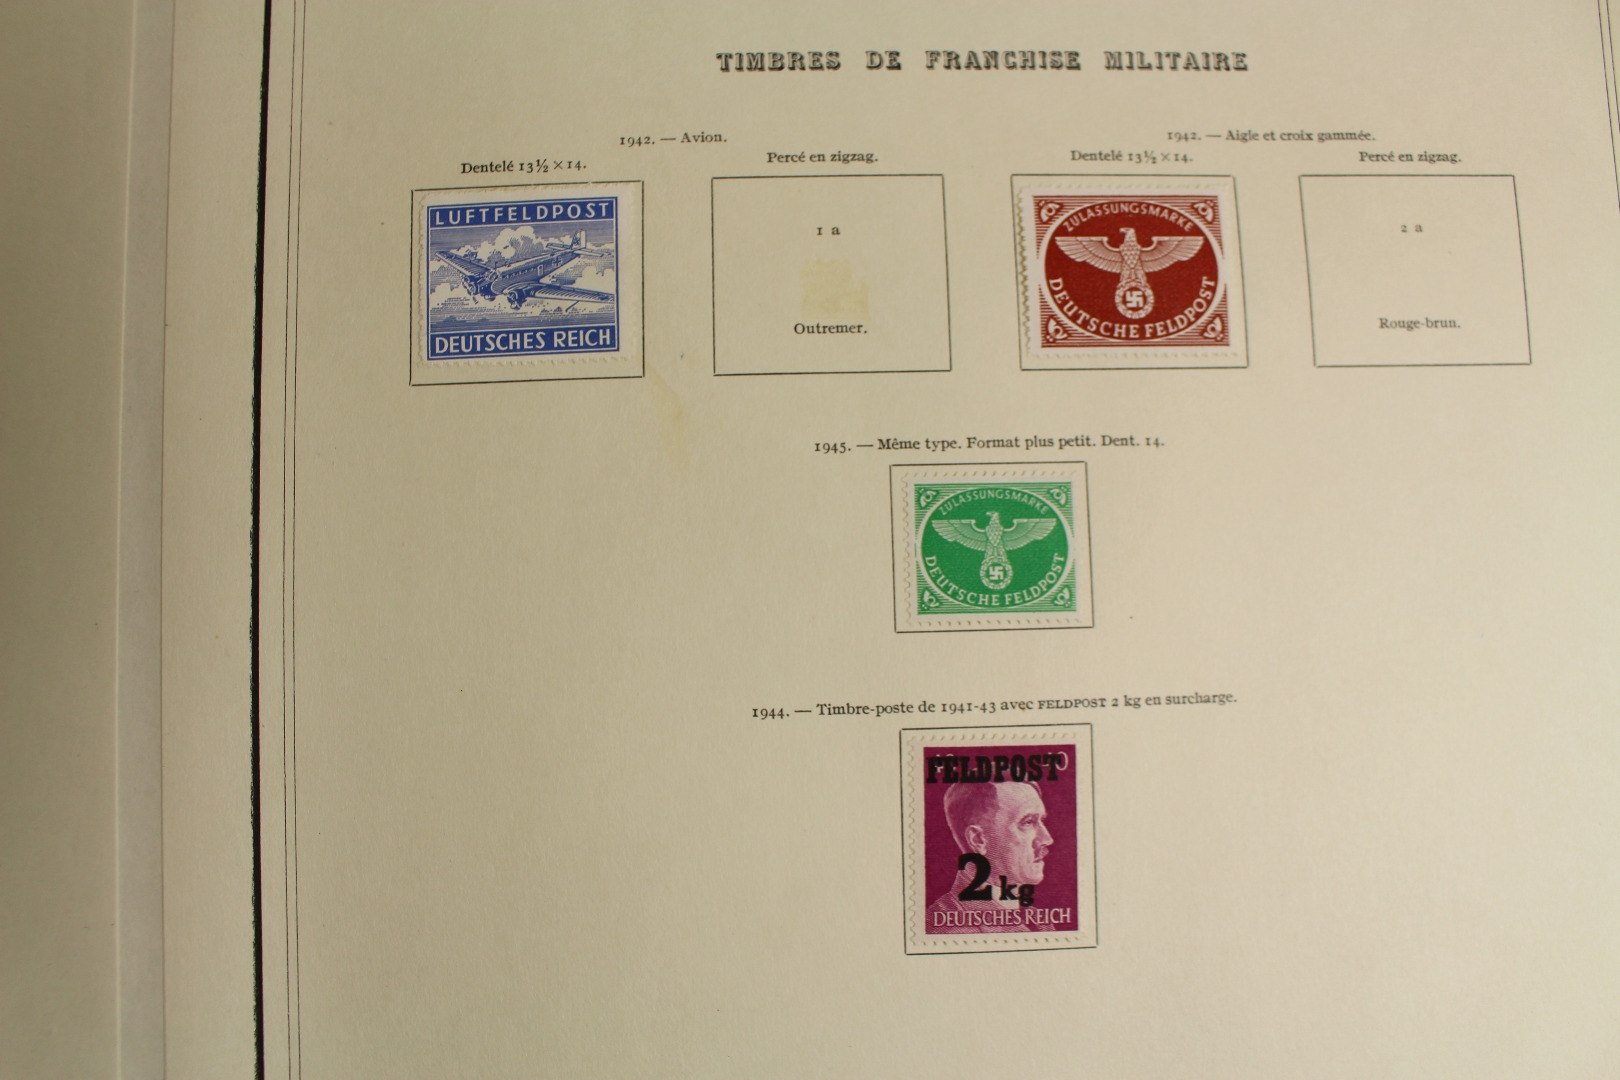 TIMBRES DE FRANCHISE MILITAIRE
1942. — Avion.
1942. — Aigle et croix gammée.
Dentelé 13½ × 14.
Percé en zigzag.
Dentelé 13½ × 14.
Percé en zigzag.
LUFTFELDPOST
DEUTSCHES REICH
1 a
Outremer.
ZULASSUNGSMARKE
DEUTSCHE FELDPOST
2 a
Rouge-brun.
1945. — Même type. Format plus petit. Dent. 14.
ZULASSUNGSMARKE
DEUTSCHE FELDPOST
1944. — Timbre-poste de 1941-43 avec FELDPOST 2 kg en surcharge.
40 40
FELDPOST
2 kg
DEUTSCHES REICH